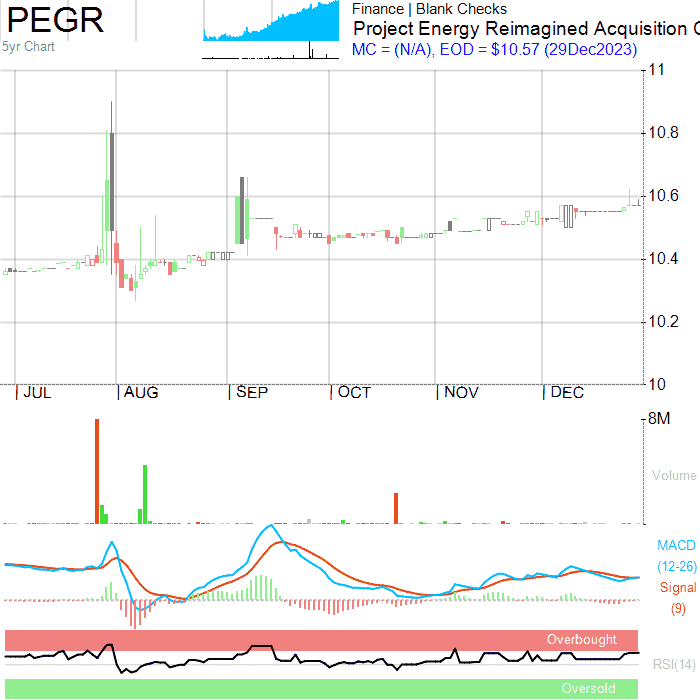 PEGR
5yr Chart
Finance | Blank Checks
Project Energy Reimagined Acquisition C
MC = (N/A), EOD = $10.57 (29Dec2023)
11
10.8
10.6
10.4
10.2
10
JUL AUG SEP OCT NOV DEC
8M
Volume
MACD
(12-26)
Signal
(9)
Overbought
RSI(14)
Oversold